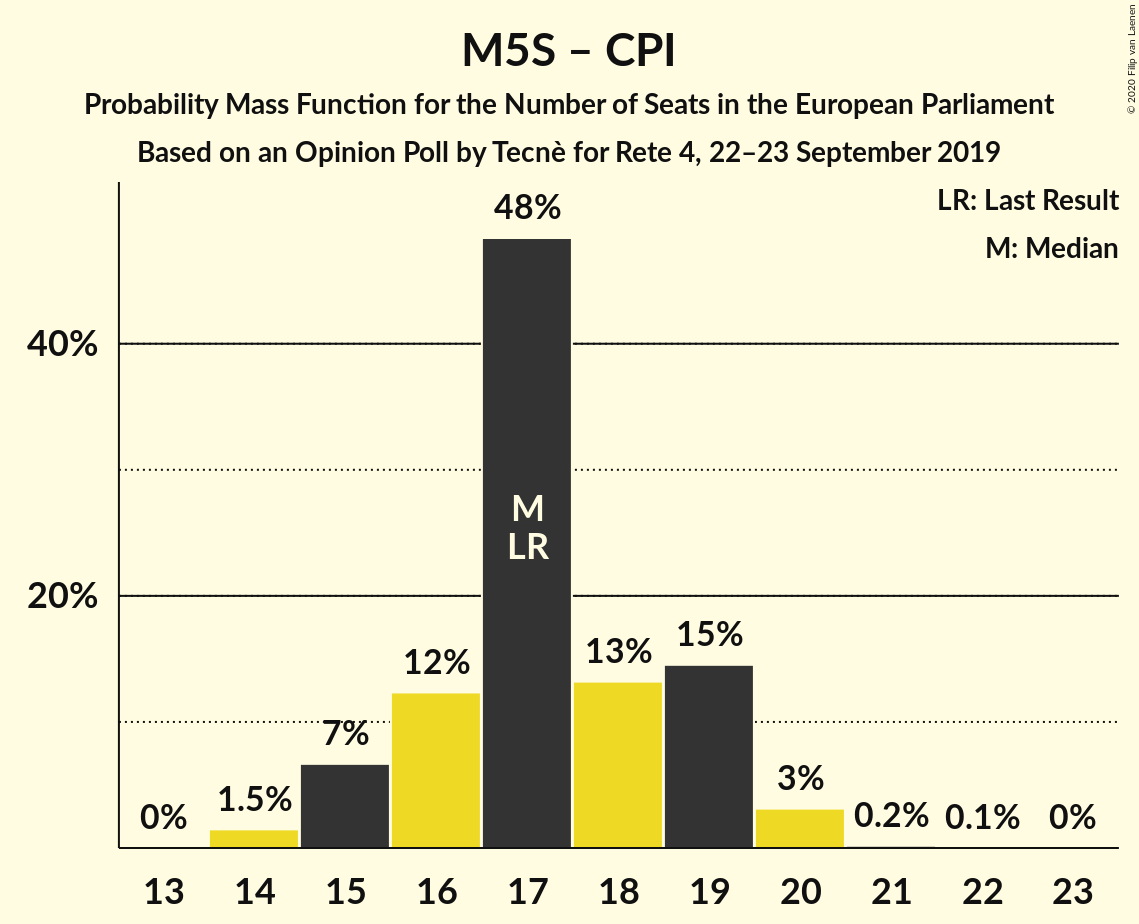 M5S – CPI
Probability Mass Function for the Number of Seats in the European Parliament
Based on an Opinion Poll by Tecnè for Rete 4, 22–23 September 2019
© 2020 Filip van Laenen
LR: Last Result
M: Median
40%
20%
0%
1.5%
7%
12%
48%
M
LR
13%
15%
3%
0.2%
0.1%
0%
13 14 15 16 17 18 19 20 21 22 23